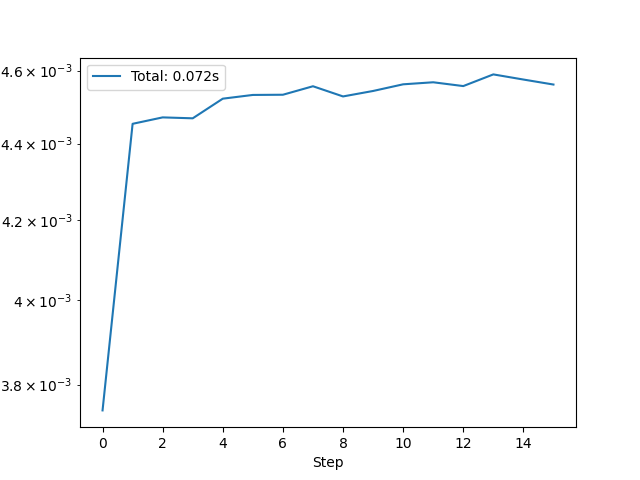 Total: 0.072s
4.6 × 10⁻³
4.4 × 10⁻³
4.2 × 10⁻³
4 × 10⁻³
3.8 × 10⁻³
0 2 4 6 8 10 12 14
Step